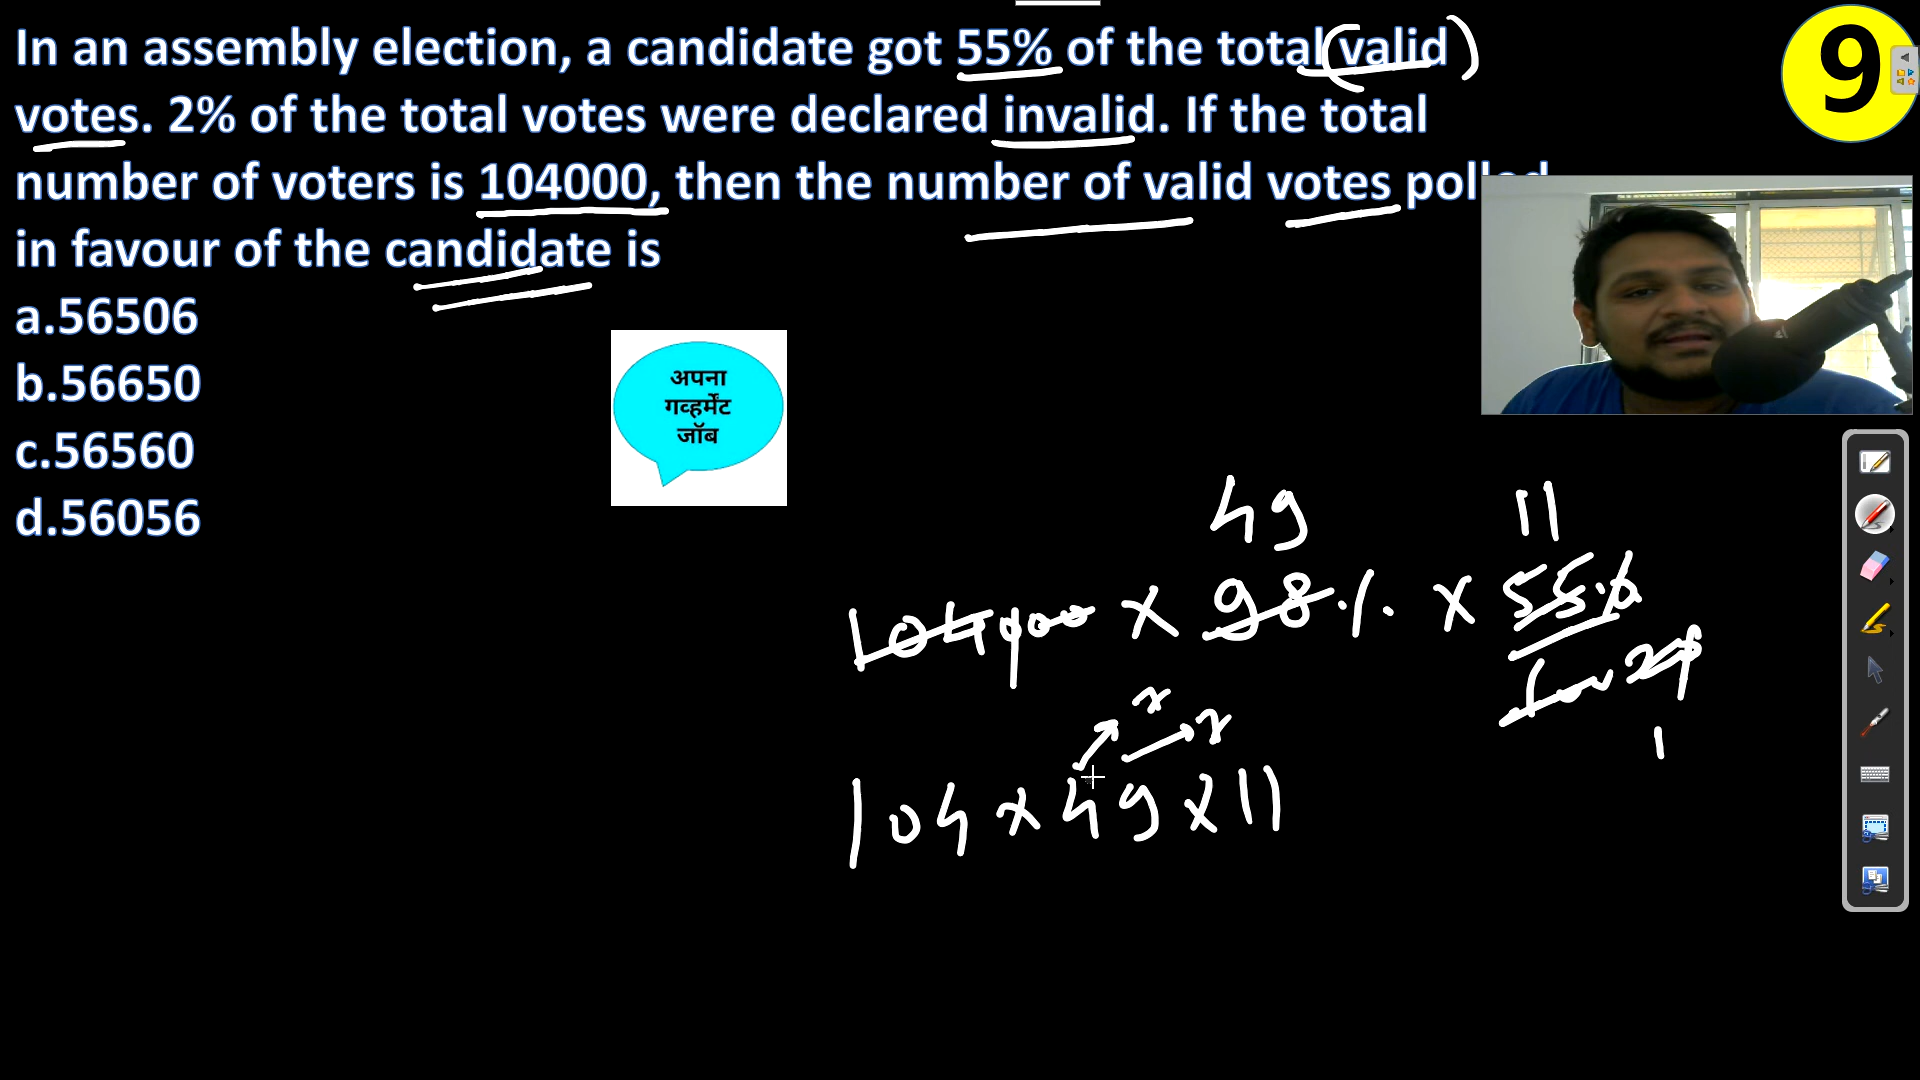 In an assembly election, a candidate got 55% of the total (valid)
votes. 2% of the total votes were declared invalid. If the total
number of voters is 104000, then the number of valid votes
in favour of the candidate is
a.56506
b.56650
c.56560
d.56056
9
अपना
गव्हर्मेंट
जॉब
49 11
104000 x 98% x 55%
x x
1
104 x 49 x 11